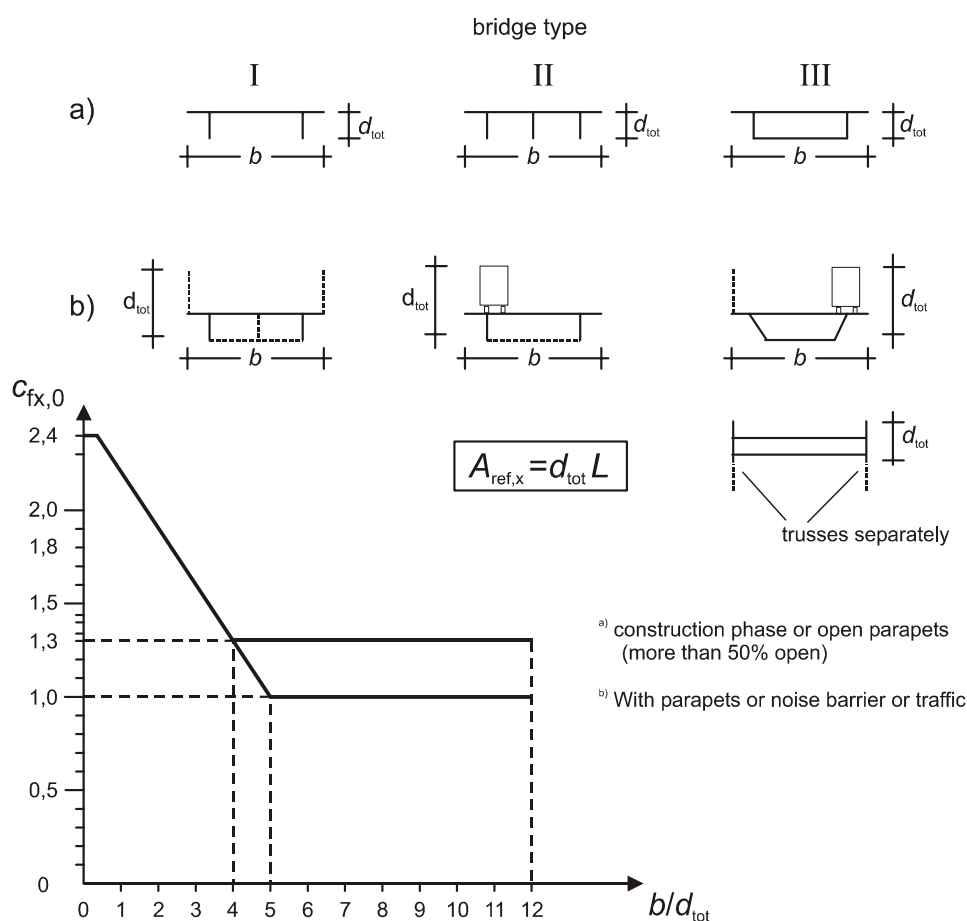 bridge type
I II III
a) d_tot d_tot d_tot
b b b
b) d_tot d_tot d_tot
b b b
c_fx,0
2,4
A_ref,x = d_tot L
d_tot
2,0
trusses separately
1,8
1,5
a) construction phase or open parapets
(more than 50% open)
1,3
b) With parapets or noise barrier or traffic
1,0
0,5
0
0 1 2 3 4 5 6 7 8 9 10 11 12
b/d_tot